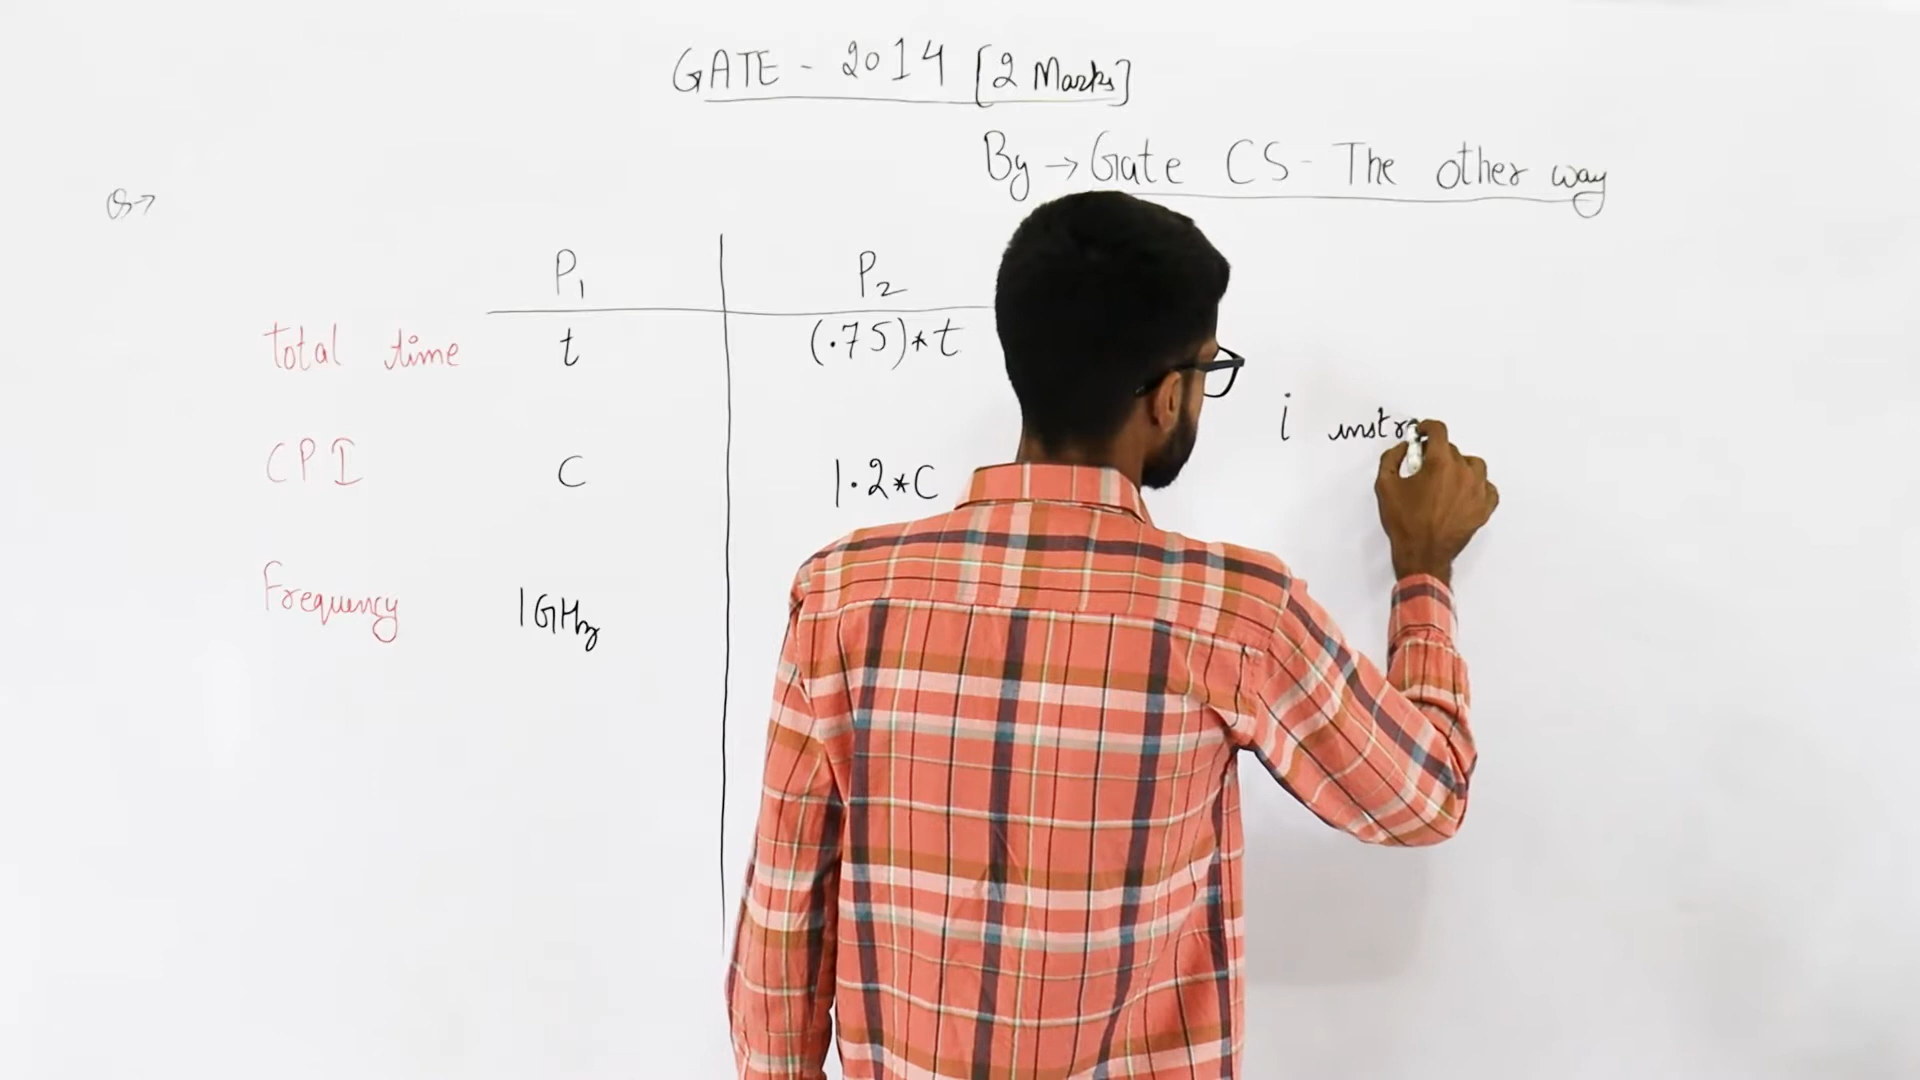 GATE - 2014 [2 Marks]
By → Gate CS - The other way
Q→
P1 P2
total time t (.75)*t
i instr
CPI C 1.2*C
Frequency 1GHz